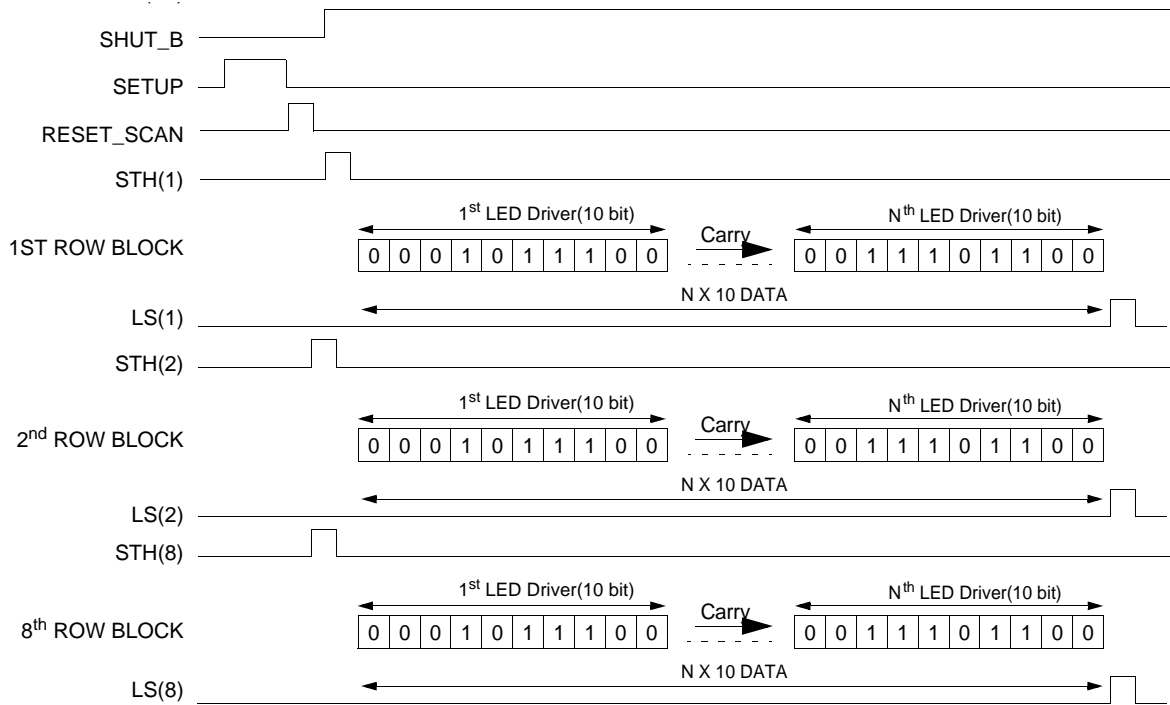 SHUT_B
SETUP
RESET_SCAN
STH(1)
1st LED Driver(10 bit) Nth LED Driver(10 bit)
1ST ROW BLOCK 0 0 0 1 0 1 1 1 0 0 Carry 0 0 1 1 1 0 1 1 0 0
N X 10 DATA
LS(1)
STH(2)
1st LED Driver(10 bit) Nth LED Driver(10 bit)
2nd ROW BLOCK 0 0 0 1 0 1 1 1 0 0 Carry 0 0 1 1 1 0 1 1 0 0
N X 10 DATA
LS(2)
STH(8)
1st LED Driver(10 bit) Nth LED Driver(10 bit)
8th ROW BLOCK 0 0 0 1 0 1 1 1 0 0 Carry 0 0 1 1 1 0 1 1 0 0
N X 10 DATA
LS(8)